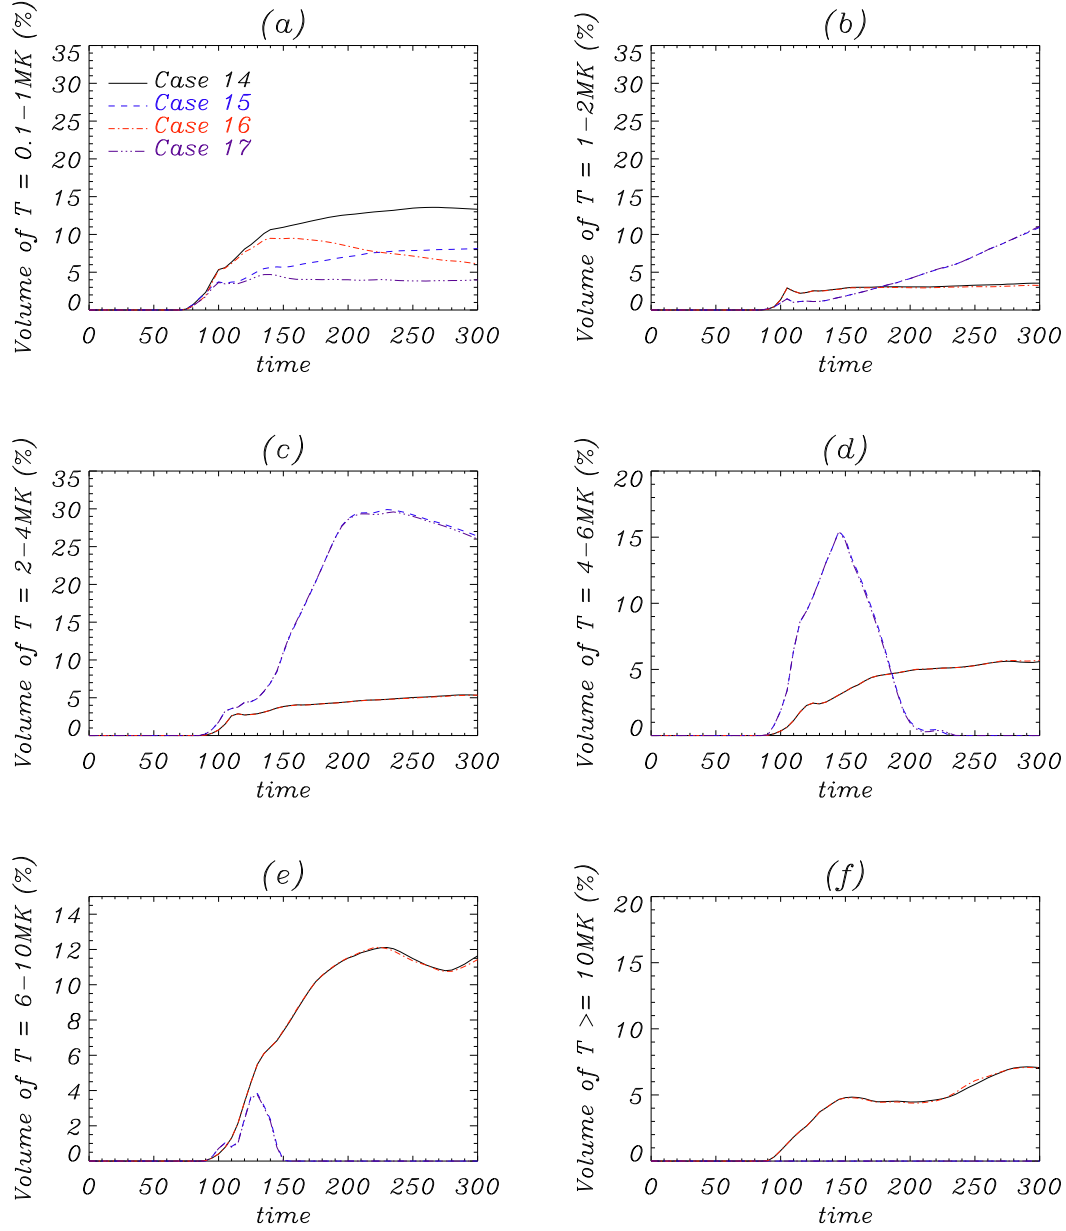 (a)
Volume of T = 0.1-1MK (%)
35
30
25
20
15
10
5
0
Case 14
Case 15
Case 16
Case 17
0 50 100 150 200 250 300
time
(b)
Volume of T = 1-2MK (%)
35
30
25
20
15
10
5
0
0 50 100 150 200 250 300
time
(c)
Volume of T = 2-4MK (%)
35
30
25
20
15
10
5
0
0 50 100 150 200 250 300
time
(d)
Volume of T = 4-6MK (%)
20
15
10
5
0
0 50 100 150 200 250 300
time
(e)
Volume of T = 6-10MK (%)
14
12
10
8
6
4
2
0
0 50 100 150 200 250 300
time
(f)
Volume of T >= 10MK (%)
20
15
10
5
0
0 50 100 150 200 250 300
time